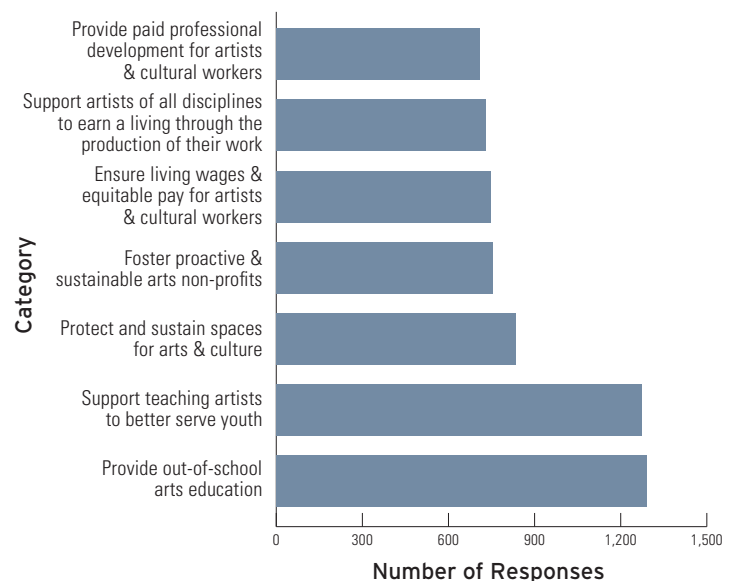 Provide paid professional
development for artists
& cultural workers
Support artists of all disciplines
to earn a living through the
production of their work
Ensure living wages &
equitable pay for artists
& cultural workers
Foster proactive &
sustainable arts non-profits
Protect and sustain spaces
for arts & culture
Support teaching artists
to better serve youth
Provide out-of-school
arts education
Category
0 300 600 900 1,200 1,500
Number of Responses